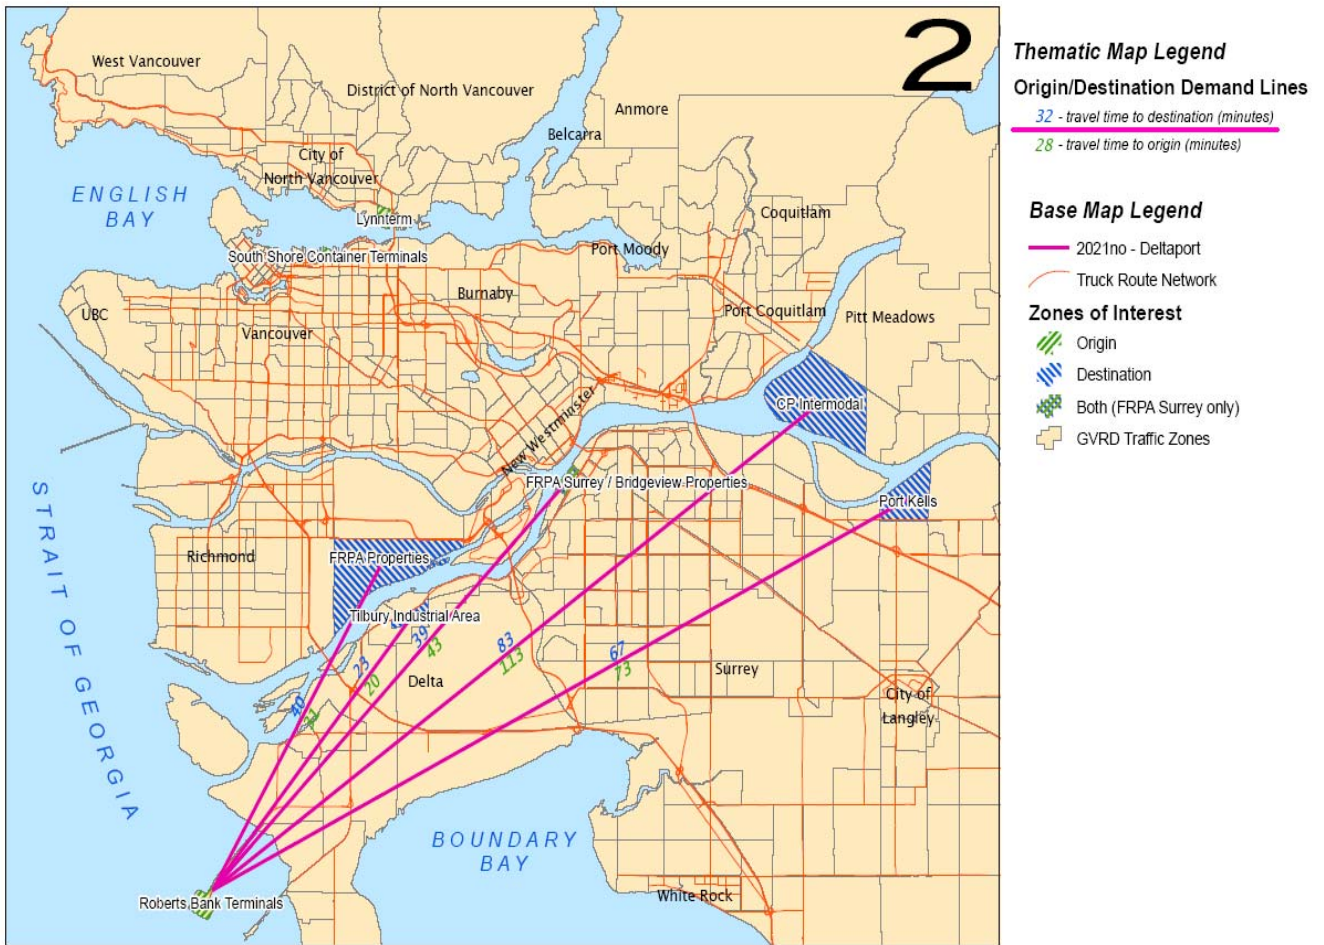 2
West Vancouver
District of North Vancouver
Anmore
Belcarra
City of
North Vancouver
ENGLISH
BAY
Lynnterm
Coquitlam
South Shore Container Terminals
Port Moody
Burnaby
UBC
Vancouver
Port Coquitlam
Pitt Meadows
CP Intermodal
New Westminster
FRPA Surrey / Bridgeview Properties
Port Kells
STRAIT OF GEORGIA
Richmond
FRPA Properties
Tilbury Industrial Area
39
43
83
113
67
73
23
20
Delta
Surrey
40
31
City of
Langley
BOUNDARY
BAY
White Rock
Roberts Bank Terminals
Thematic Map Legend
Origin/Destination Demand Lines
32 - travel time to destination (minutes)
28 - travel time to origin (minutes)
Base Map Legend
2021no - Deltaport
Truck Route Network
Zones of Interest
Origin
Destination
Both (FRPA Surrey only)
GVRD Traffic Zones